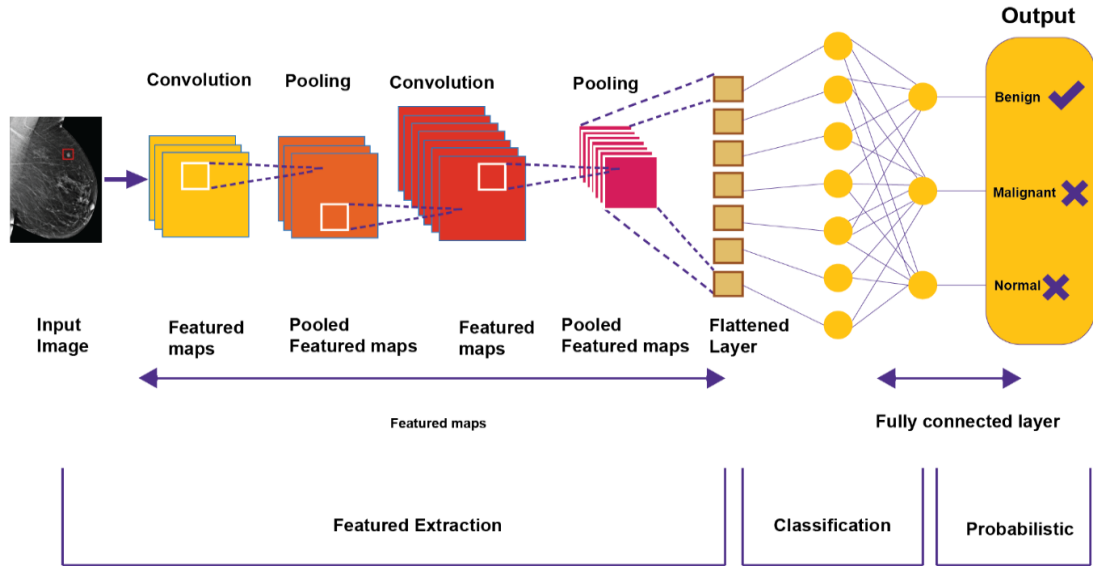 Output
Convolution
Pooling
Convolution
Pooling
Benign
Malignant
Normal
Input
Image
Featured
maps
Pooled
Featured maps
Featured
maps
Pooled
Featured maps
Flattened
Layer
Featured maps
Fully connected layer
Featured Extraction
Classification
Probabilistic